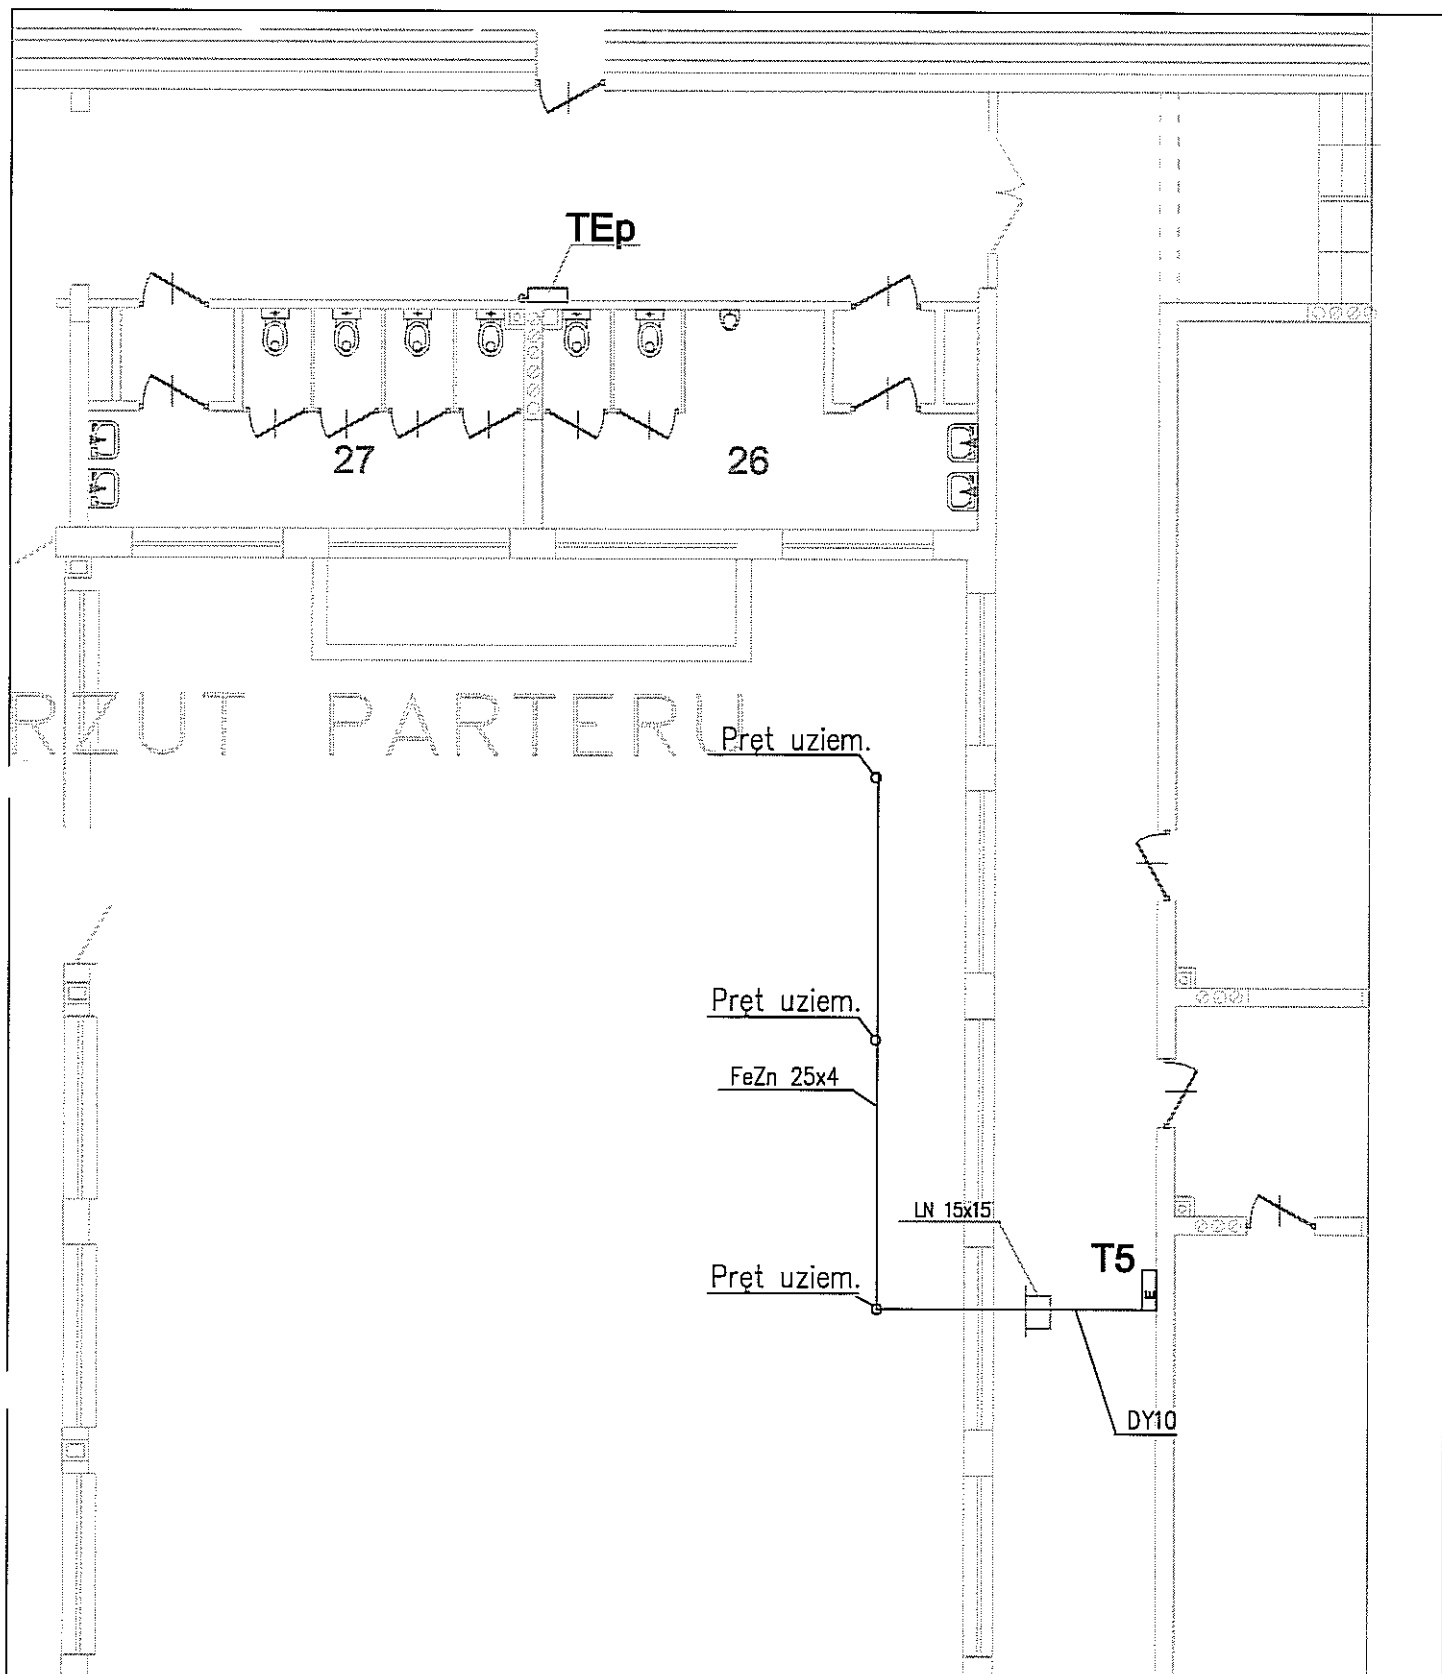 TEp
27
26
RZUT PARTERU
Pręt uziem.
Pręt uziem.
FeZn 25x4
LN 15x15
T5
E
Pręt uziem.
DY10